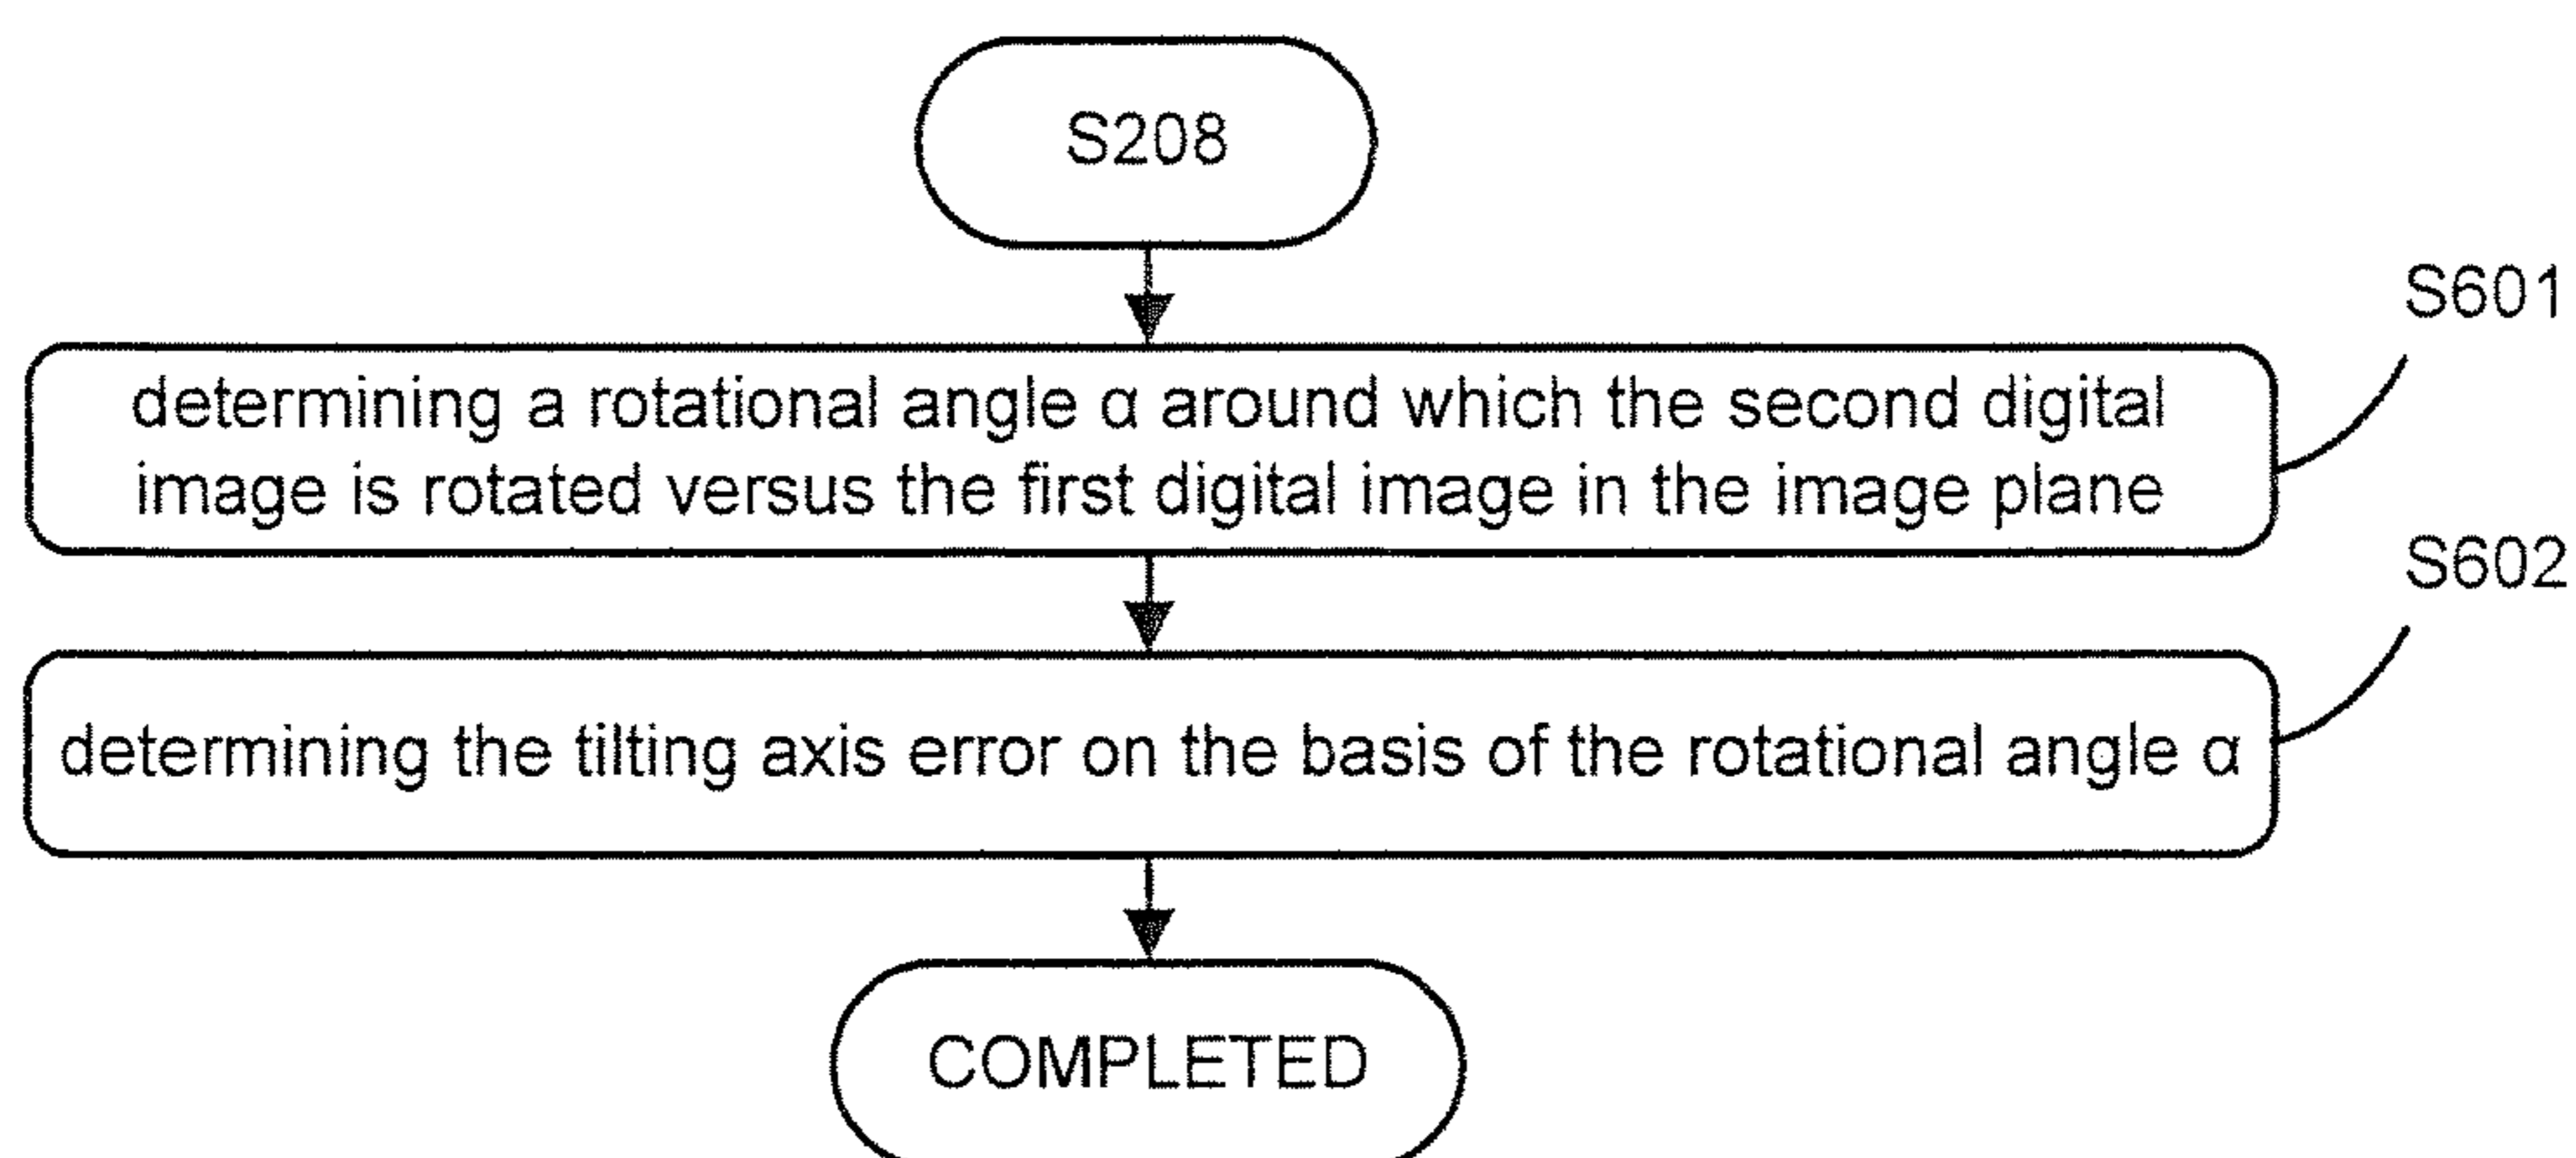 S208
S601
determining a rotational angle α around which the second digital
image is rotated versus the first digital image in the image plane
S602
determining the tilting axis error on the basis of the rotational angle α
COMPLETED